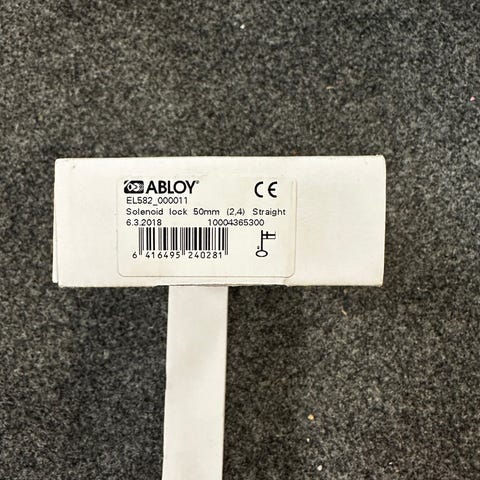 ABLOY®
CE
EL582_000011
Solenoid lock 50mm (2,4) Straight
6.3.2018 10004365300
6 416495 240281